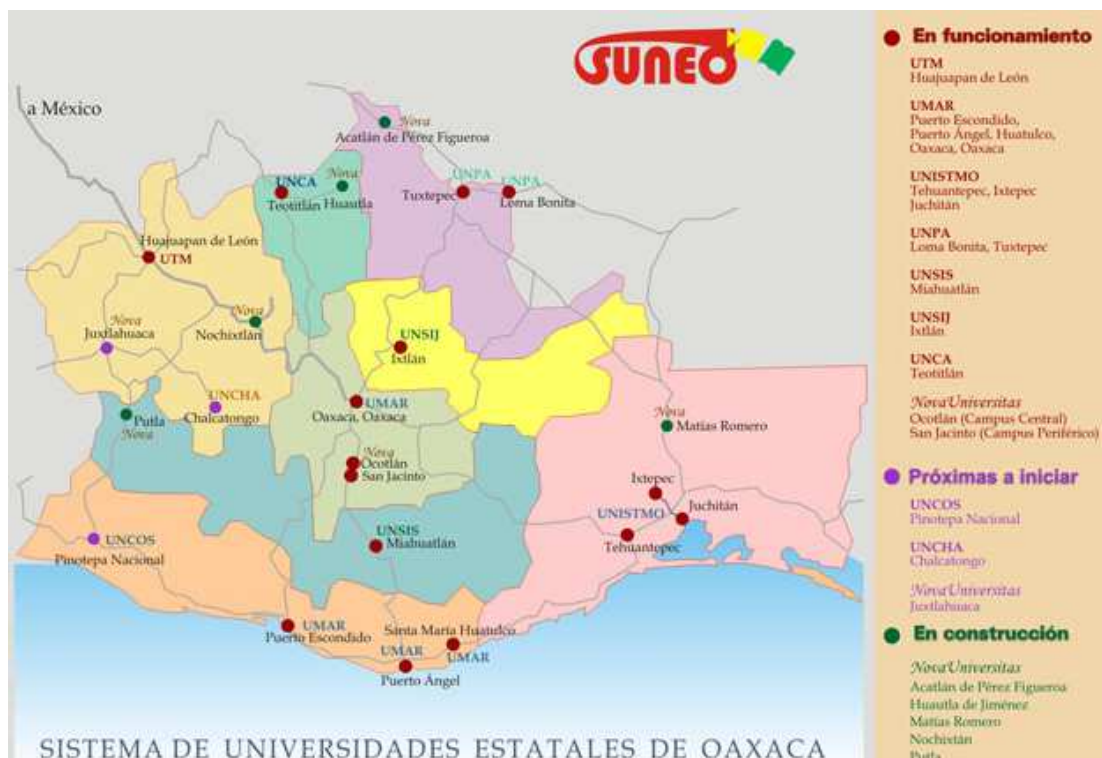 SUNEO
a México
Nova
Acatlán de Pérez Figueroa
UNCA
Nova
Teotitlán Huautla
UNPA
UNPA
Tuxtepec
Loma Bonita
Huajuapan de León
UTM
Nova
Juxtlahuaca
Nova
Nochixtlán
UNSIJ
Ixtlán
UNCHA
Chalcatongo
Putla
Nova
UMAR
Oaxaca, Oaxaca
Nova
Ocotlán
San Jacinto
Nova
Matías Romero
Ixtepec
UNISTMO
Juchitán
Tehuantepec
UNSIS
Miahuatlán
UNCOS
Pinotepa Nacional
UMAR
Puerto Escondido
Santa María Huatulco
UMAR
UMAR
Puerto Ángel
SISTEMA DE UNIVERSIDADES ESTATALES DE OAXACA
En funcionamiento
UTM
Huajuapan de León
UMAR
Puerto Escondido,
Puerto Ángel, Huatulco,
Oaxaca, Oaxaca
UNISTMO
Tehuantepec, Ixtepec
Juchitán
UNPA
Loma Bonita, Tuxtepec
UNSIS
Miahuatlán
UNSIJ
Ixtlán
UNCA
Teotitlán
NovaUniversitas
Ocotlán (Campus Central)
San Jacinto (Campus Periférico)
Próximas a iniciar
UNCOS
Pinotepa Nacional
UNCHA
Chalcatongo
NovaUniversitas
Juxtlahuaca
En construcción
NovaUniversitas
Acatlán de Pérez Figueroa
Huautla de Jiménez
Matías Romero
Nochixtlán
Putla